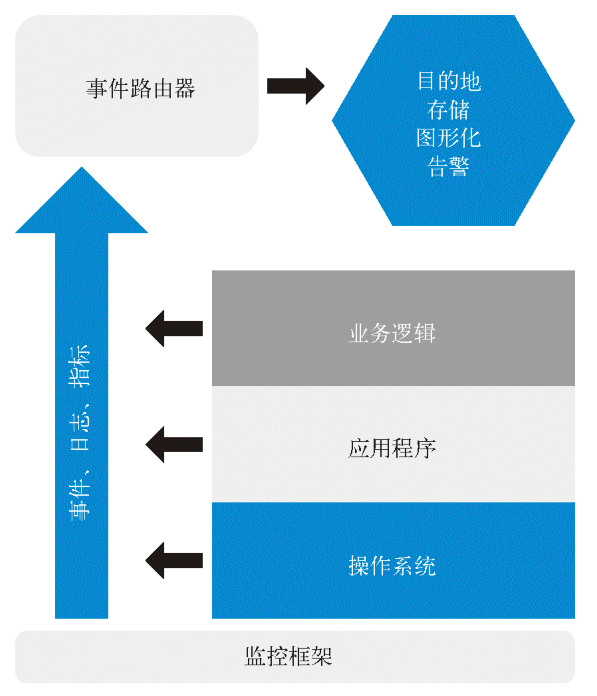 事件路由器
目的地
存储
图形化
告警
事件、日志、指标
业务逻辑
应用程序
操作系统
监控框架